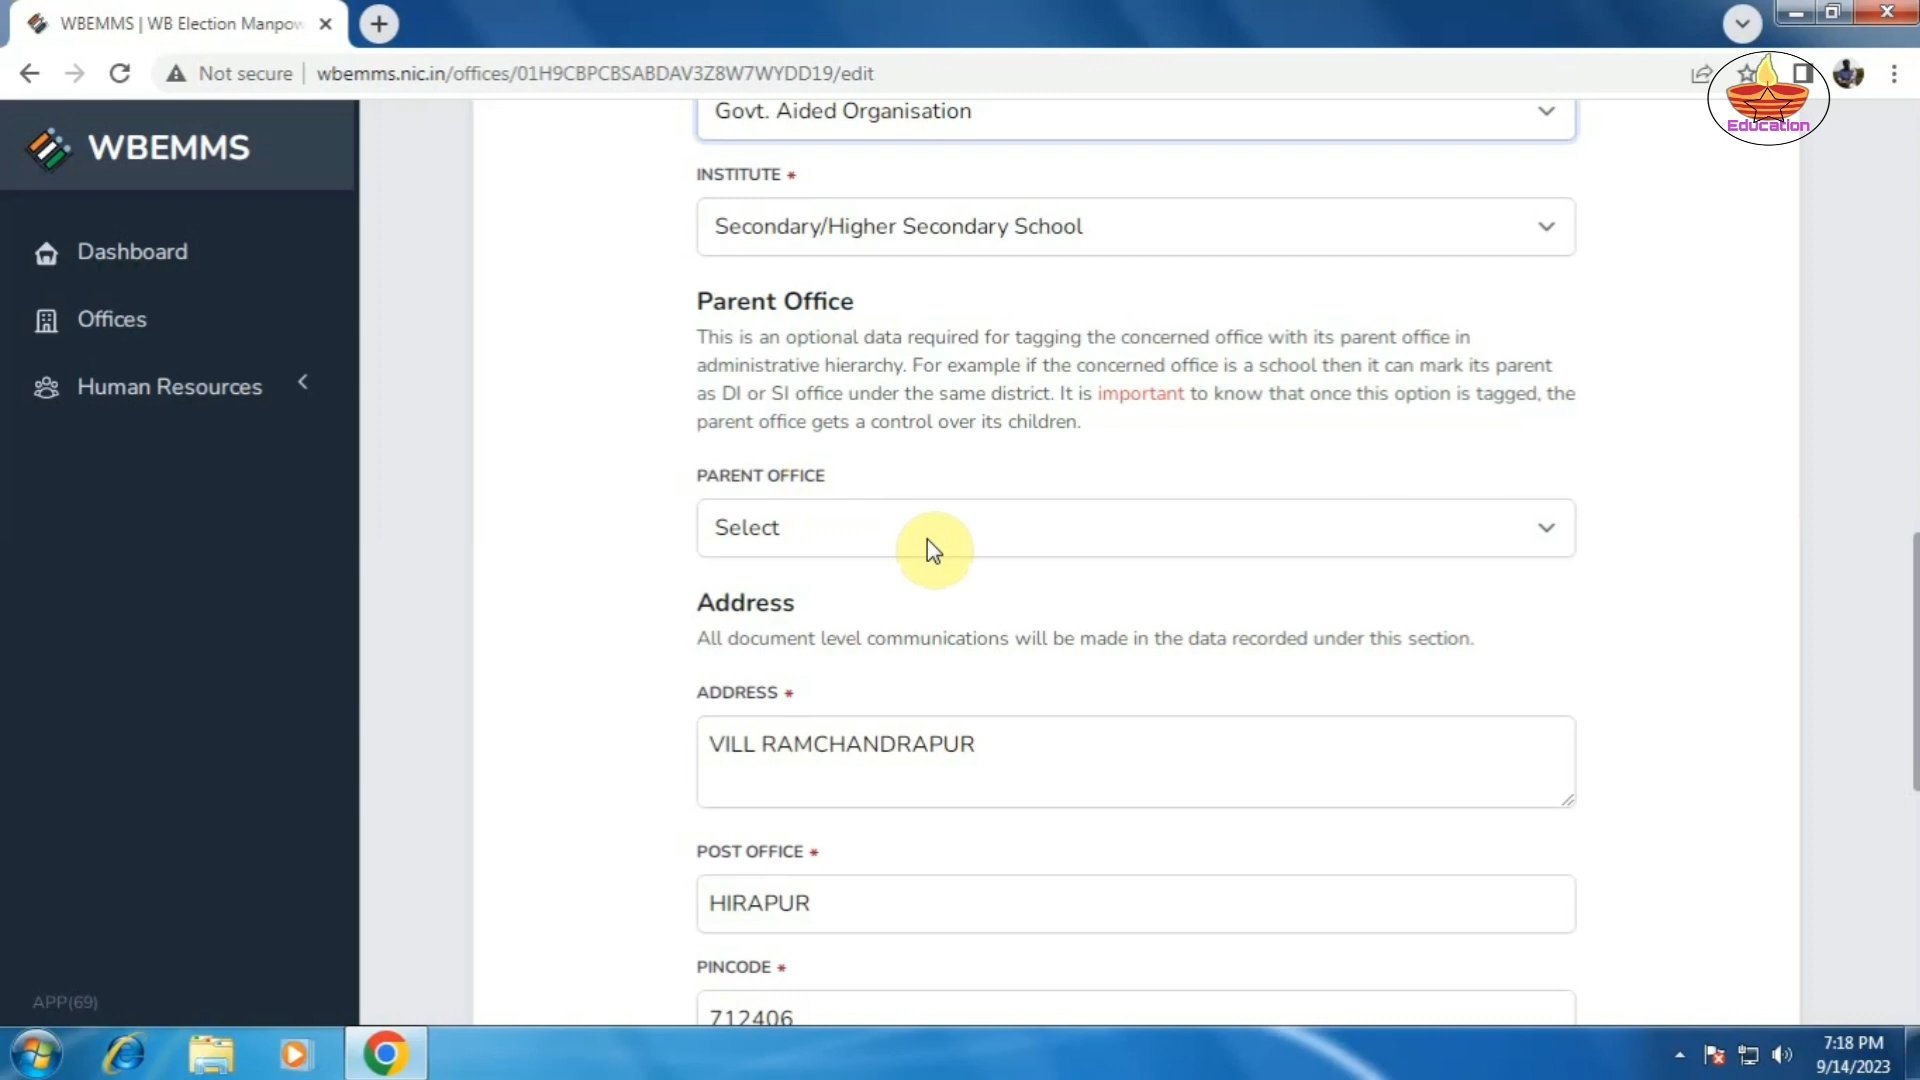 WBEMMS | WB Election Manpow
Not secure
wbemms.nic.in/offices/01H9CBPCBSABDAV3Z8W7WYDD19/edit
Education
WBEMMS
Dashboard
Offices
Human Resources
APP(69)
Govt. Aided Organisation
INSTITUTE *
Secondary/Higher Secondary School
Parent Office
This is an optional data required for tagging the concerned office with its parent office in
administrative hierarchy. For example if the concerned office is a school then it can mark its parent
as DI or SI office under the same district. It is important to know that once this option is tagged, the
parent office gets a control over its children.
PARENT OFFICE
Select
Address
All document level communications will be made in the data recorded under this section.
ADDRESS *
VILL RAMCHANDRAPUR
POST OFFICE *
HIRAPUR
PINCODE *
712406
7:18 PM
9/14/2023